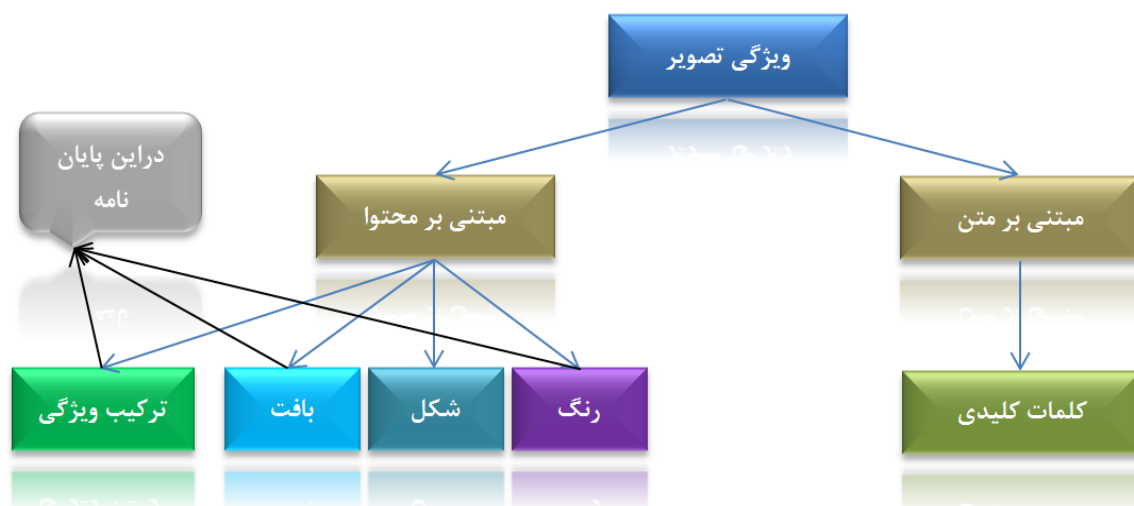 ویژگی تصویر
دراین پایان
نامه
مبتنی بر متن
مبتنی بر محتوا
کلمات کلیدی
رنگ
شکل
بافت
ترکیب ویژگی